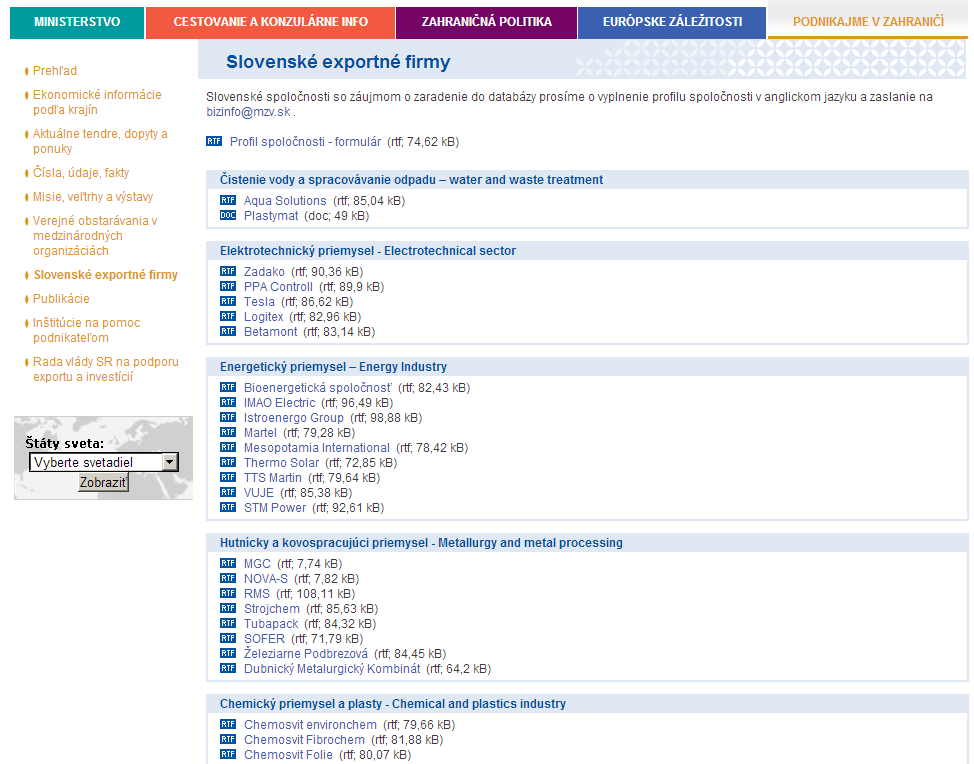 MINISTERSTVO
CESTOVANIE A KONZULÁRNE INFO
ZAHRANIČNÁ POLITIKA
EURÓPSKE ZÁLEŽITOSTI
PODNIKAJME V ZAHRANIČÍ
Prehľad
Ekonomické informácie
podľa krajín
Aktuálne tendre, dopyty a
ponuky
Čísla, údaje, fakty
Misie, veľtrhy a výstavy
Verejné obstarávania v
medzinárodných
organizáciách
Slovenské exportné firmy
Publikácie
Inštitúcie na pomoc
podnikateľom
Rada vlády SR na podporu
exportu a investícií
Štáty sveta:
Vyberte svetadiel
Zobraziť
Slovenské exportné firmy
Slovenské spoločnosti so záujmom o zaradenie do databázy prosíme o vyplnenie profilu spoločnosti v anglickom jazyku a zaslanie na
bizinfo@mzv.sk .
RTF Profil spoločnosti - formulár (rtf; 74,62 kB)
Čistenie vody a spracovávanie odpadu – water and waste treatment
RTF Aqua Solutions (rtf; 85,04 kB)
DOC Plastymat (doc; 49 kB)
Elektrotechnický priemysel - Electrotechnical sector
RTF Zadako (rtf; 90,36 kB)
RTF PPA Controll (rtf; 89,9 kB)
RTF Tesla (rtf; 86,62 kB)
RTF Logitex (rtf; 82,96 kB)
RTF Betamont (rtf; 83,14 kB)
Energetický priemysel – Energy Industry
RTF Bioenergetická spoločnosť (rtf; 82,43 kB)
RTF IMAO Electric (rtf; 96,49 kB)
RTF Istroenergo Group (rtf; 98,88 kB)
RTF Martel (rtf; 79,28 kB)
RTF Mesopotamia International (rtf; 78,42 kB)
RTF Thermo Solar (rtf; 72,85 kB)
RTF TTS Martin (rtf; 79,64 kB)
RTF VUJE (rtf; 85,38 kB)
RTF STM Power (rtf; 92,61 kB)
Hutnícky a kovospracujúci priemysel - Metallurgy and metal processing
RTF MGC (rtf; 7,74 kB)
RTF NOVA-S (rtf; 7,82 kB)
RTF RMS (rtf; 108,11 kB)
RTF Strojchem (rtf; 85,63 kB)
RTF Tubapack (rtf; 84,32 kB)
RTF SOFER (rtf; 71,79 kB)
RTF Železiarne Podbrezová (rtf; 84,45 kB)
RTF Dubnický Metalurgický Kombinát (rtf; 64,2 kB)
Chemický priemysel a plasty - Chemical and plastics industry
RTF Chemosvit environchem (rtf; 79,66 kB)
RTF Chemosvit Fibrochem (rtf; 81,88 kB)
RTF Chemosvit Folie (rtf; 80,07 kB)